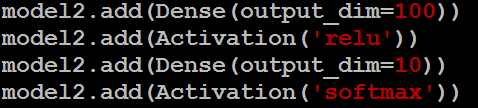 model2.add(Dense(output_dim=100))
model2.add(Activation('relu'))
model2.add(Dense(output_dim=10))
model2.add(Activation('softmax'))